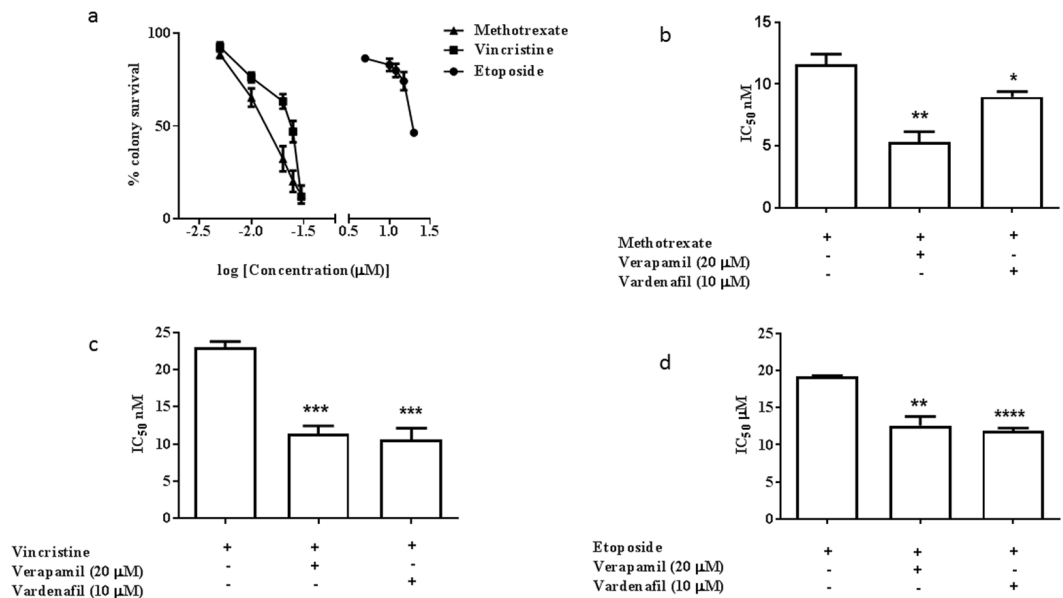 a
100
50
0
% colony survival
-2.5 -2.0 -1.5 0.5 1.0 1.5
log [Concentration(μM)]
Methotrexate
Vincristine
Etoposide
b
15
10
5
0
IC50 nM
**
*
Methotrexate + + +
Verapamil (20 μM) - + -
Vardenafil (10 μM) - - +
c
25
20
15
10
5
0
IC50 nM
***
***
Vincristine + + +
Verapamil (20 μM) - + -
Vardenafil (10 μM) - - +
d
25
20
15
10
5
0
IC50 μM
**
****
Etoposide + + +
Verapamil (20 μM) - + -
Vardenafil (10 μM) - - +